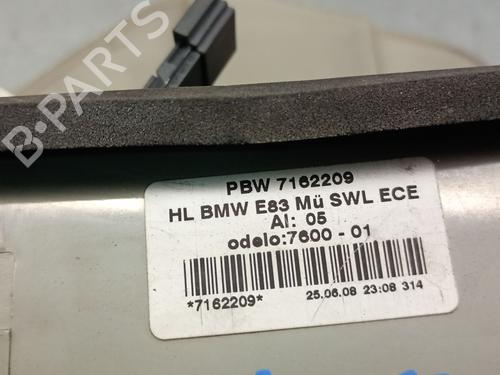 B-PARTS
PBW 7162209
HL BMW E83 Mü SWL ECE
AI: 05
odelo:7600 - 01
*7162209*
25.06.08 23:08 314